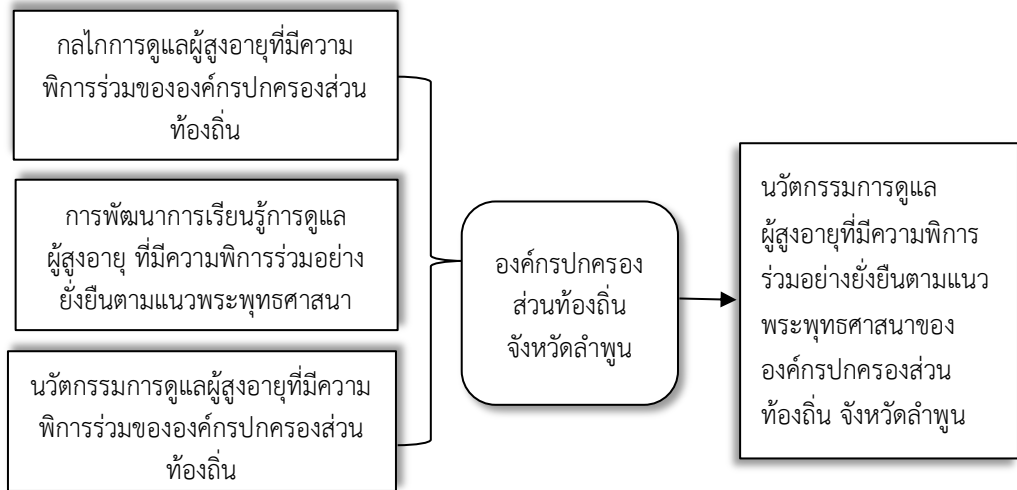 กลไกการดูแลผู้สูงอายุที่มีความ
พิการร่วมขององค์กรปกครองส่วน
ท้องถิ่น
การพัฒนาการเรียนรู้การดูแล
ผู้สูงอายุ ที่มีความพิการร่วมอย่าง
ยั่งยืนตามแนวพระพุทธศาสนา
นวัตกรรมการดูแลผู้สูงอายุที่มีความ
พิการร่วมขององค์กรปกครองส่วน
ท้องถิ่น
องค์กรปกครอง
ส่วนท้องถิ่น
จังหวัดลำพูน
นวัตกรรมการดูแล
ผู้สูงอายุที่มีความพิการ
ร่วมอย่างยั่งยืนตามแนว
พระพุทธศาสนาของ
องค์กรปกครองส่วน
ท้องถิ่น จังหวัดลำพูน